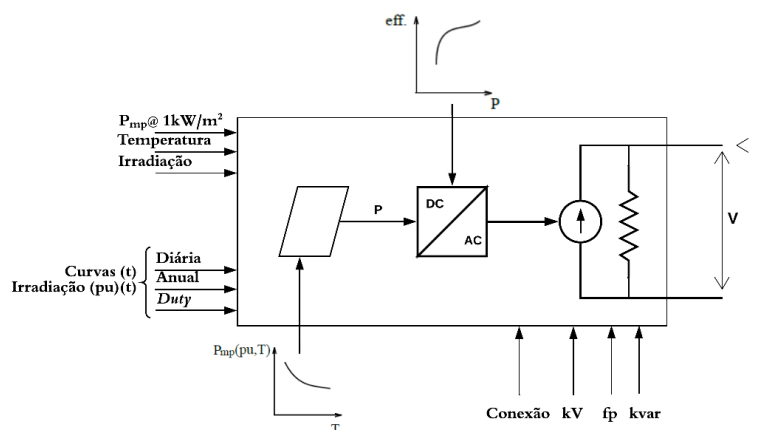 eff.
P
Pmp@ 1kW/m²
Temperatura
Irradiação
P
DC
AC
V
Curvas (t)
Irradiação (pu)(t)
Diária
Anual
Duty
Pmp(pu,T)
T
Conexão kV fp kvar